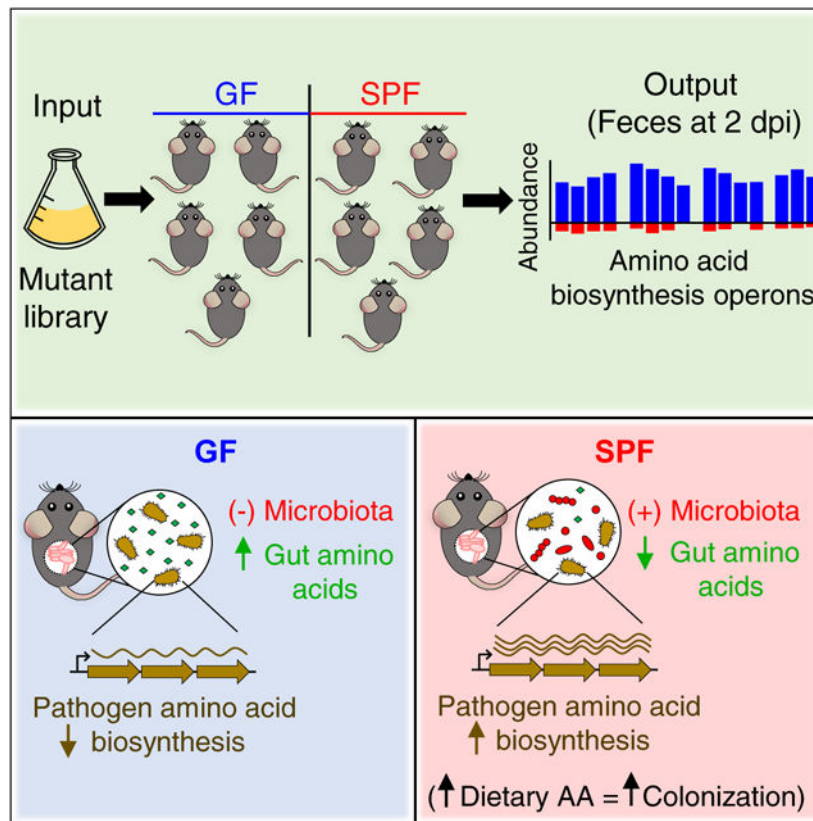 Input
Mutant
library
GF
SPF
Output
(Feces at 2 dpi)
Abundance
Amino acid
biosynthesis operons
GF
(-) Microbiota
↑ Gut amino
acids
Pathogen amino acid
↓ biosynthesis
SPF
(+) Microbiota
↓ Gut amino
acids
Pathogen amino acid
↑ biosynthesis
(↑ Dietary AA = ↑ Colonization)